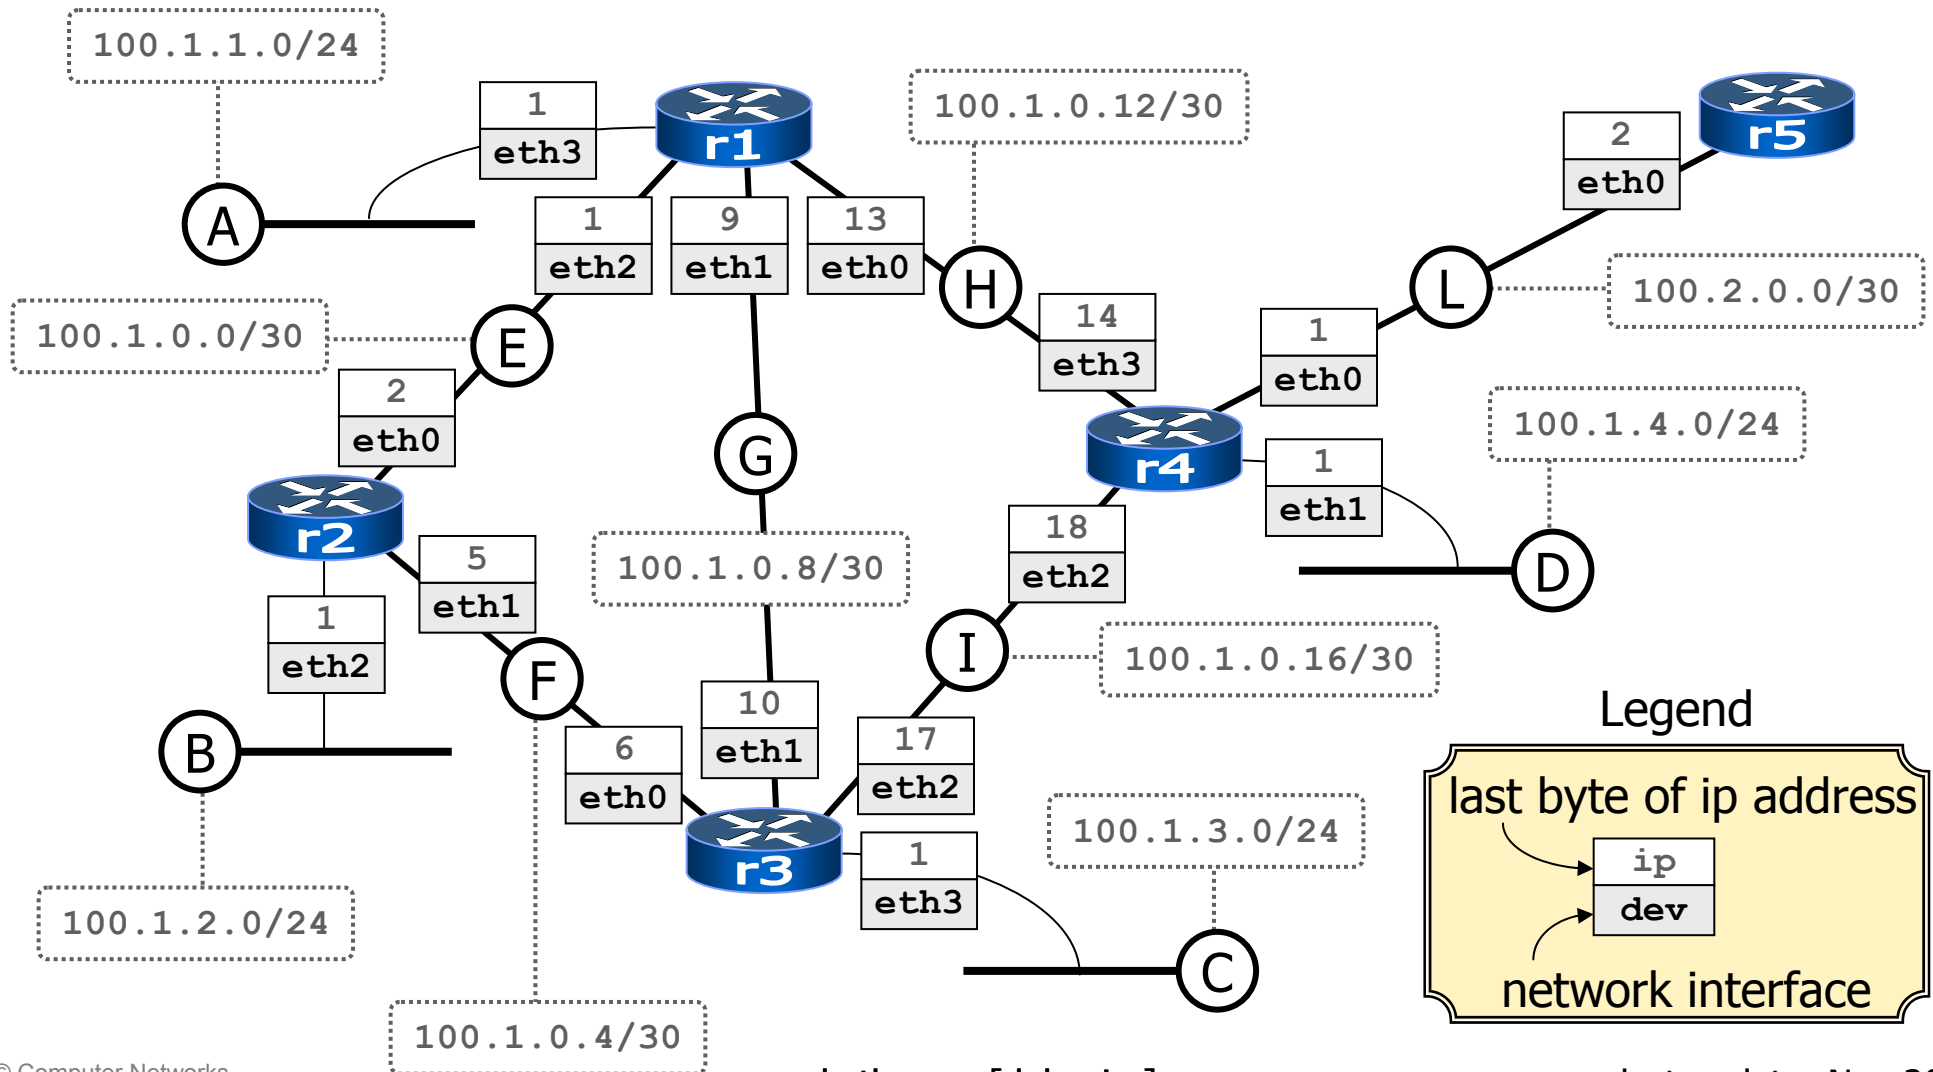 100.1.1.0/24
1
eth3
r1
100.1.0.12/30
2
eth0
r5
A
1
eth2
9
eth1
13
eth0
H
L
100.2.0.0/30
100.1.0.0/30
E
14
eth3
1
eth0
2
eth0
G
r4
1
eth1
100.1.4.0/24
r2
5
eth1
100.1.0.8/30
18
eth2
D
1
eth2
F
I
100.1.0.16/30
B
6
eth0
10
eth1
17
eth2
r3
1
eth3
100.1.3.0/24
C
100.1.2.0/24
100.1.0.4/30
Legend
last byte of ip address
ip
dev
network interface
© Computer Networks